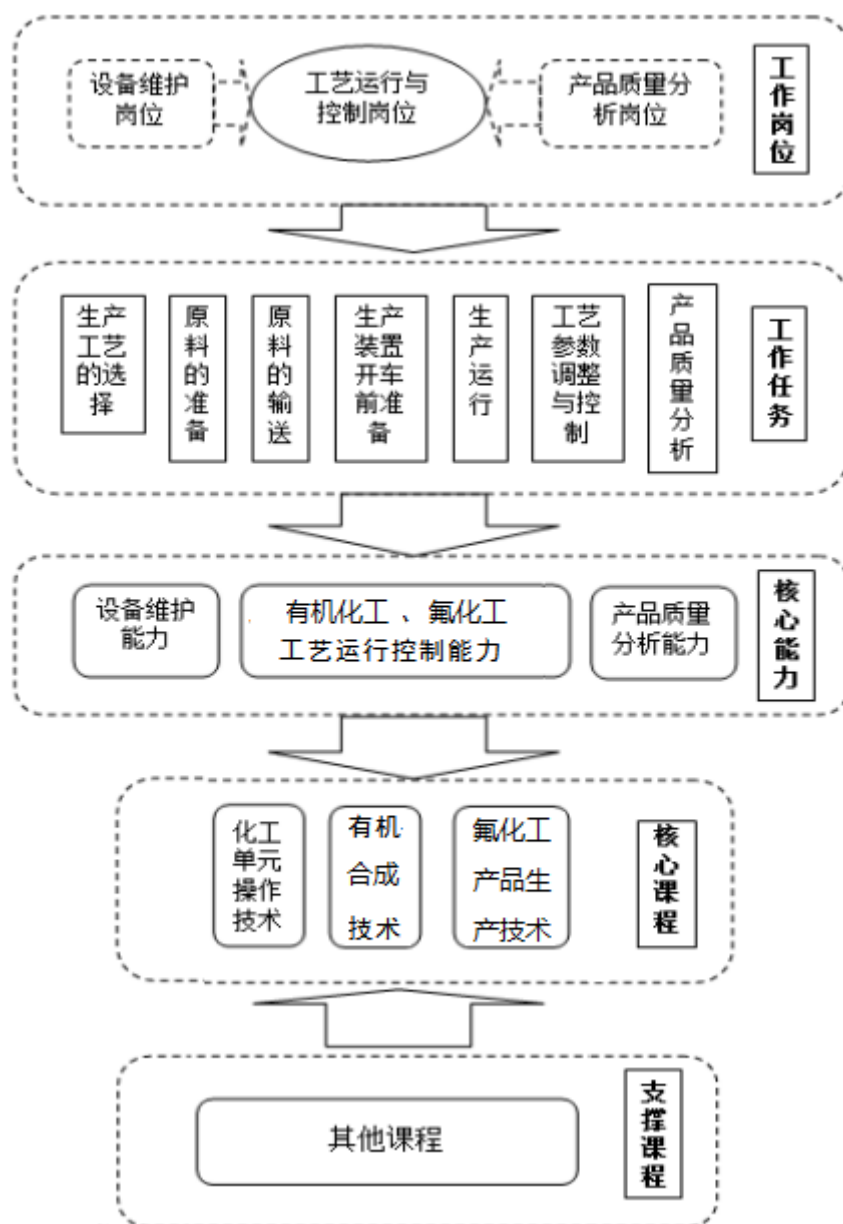 设备维护
岗位
工艺运行与
控制岗位
产品质量分
析岗位
工作岗位
生产
工艺
的选
择
原料的准备
原料的输送
生产
装置
开车
前准
备
生产运行
工艺
参数
调整
与控
制
产品质量分析
工作任务
设备维护
能力
有机化工 、氟化工
工艺运行控制能力
产品质量
分析能力
核心能力
化工
单元
操作
技术
有机
合成
技术
氟化工
产品生
产技术
核心课程
其他课程
支撑课程